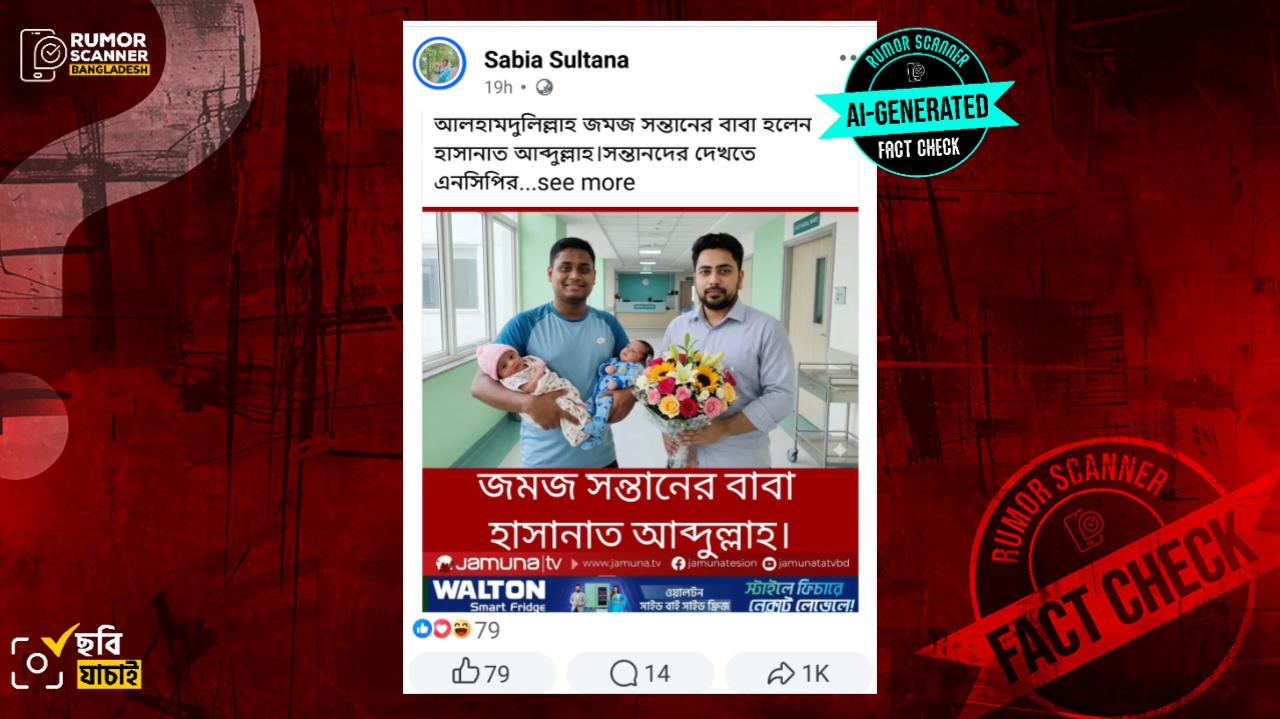 RUMOR
SCANNER
BANGLADESH
Sabia Sultana
19h
আলহামদুলিল্লাহ জমজ সন্তানের বাবা হলেন
হাসানাত আব্দুল্লাহ।সন্তানদের দেখতে
এনসিপির...see more
RUMOR SCANNER
AI-GENERATED
FACT CHECK
জমজ সন্তানের বাবা
হাসানাত আব্দুল্লাহ।
Jamuna|tv www.jamuna.tv jamunatesion jamunatatvbd
WALTON
Smart Fridge
ওয়ালটন
সাইড বাই সাইড ফ্রিজ
স্টাইলে ফিচারে
নেক্সট লেভেলে!
79
79 14 1K
ছবি
যাচাই
RUMOR SCANNER
FACT CHECK